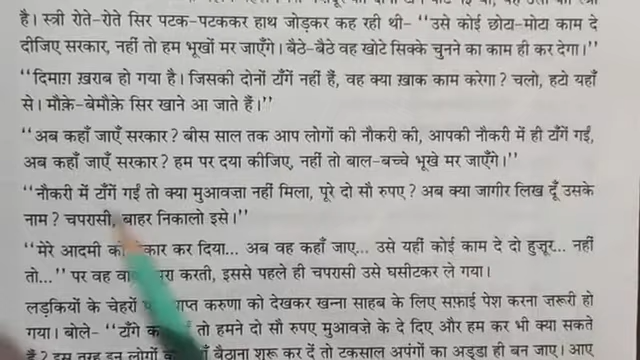 है। स्त्री रोते-रोते सिर पटक-पटककर हाथ जोड़कर कह रही थी- ‘‘उसे कोई छोटा-मोटा काम दे
दीजिए सरकार, नहीं तो हम भूखों मर जाएँगे। बैठे-बैठे वह खोटे सिक्के चुनने का काम ही कर देगा।’’
‘‘दिमाग़ ख़राब हो गया है। जिसकी दोनों टाँगें नहीं हैं, वह क्या ख़ाक काम करेगा? चलो, हटो यहाँ
से। मौक़े-बेमौक़े सिर खाने आ जाते हैं।’’
‘‘अब कहाँ जाएँ सरकार? बीस साल तक आप लोगों की नौकरी की, आपकी नौकरी में ही टाँगें गईं,
अब कहाँ जाएँ सरकार? हम पर दया कीजिए, नहीं तो बाल-बच्चे भूखे मर जाएँगे।’’
‘‘नौकरी में टाँगें गईं तो क्या मुआवज़ा नहीं मिला, पूरे दो सौ रुपए? अब क्या जागीर लिख दूँ उसके
नाम? चपरासी, बाहर निकालो इसे।’’
‘‘मेरे आदमी को कार कर दिया... अब वह कहाँ जाए... उसे यहीं कोई काम दे दो हुज़ूर... नहीं
तो...’’ पर वह करती, इससे पहले ही चपरासी उसे घसीटकर ले गया।
लड़कियों के चेहरों करुणा को देखकर खन्ना साहब के लिए सफ़ाई पेश करना ज़रूरी हो
गया। बोले- ‘‘टाँगें तो हमने दो सौ रुपए मुआवज़े के दे दिए और हम कर भी क्या सकते
हैं? इस तरह इन लोगों बैठाना शुरू कर दें तो टकसाल अपंगों का अड्डा ही बन जाए। आए